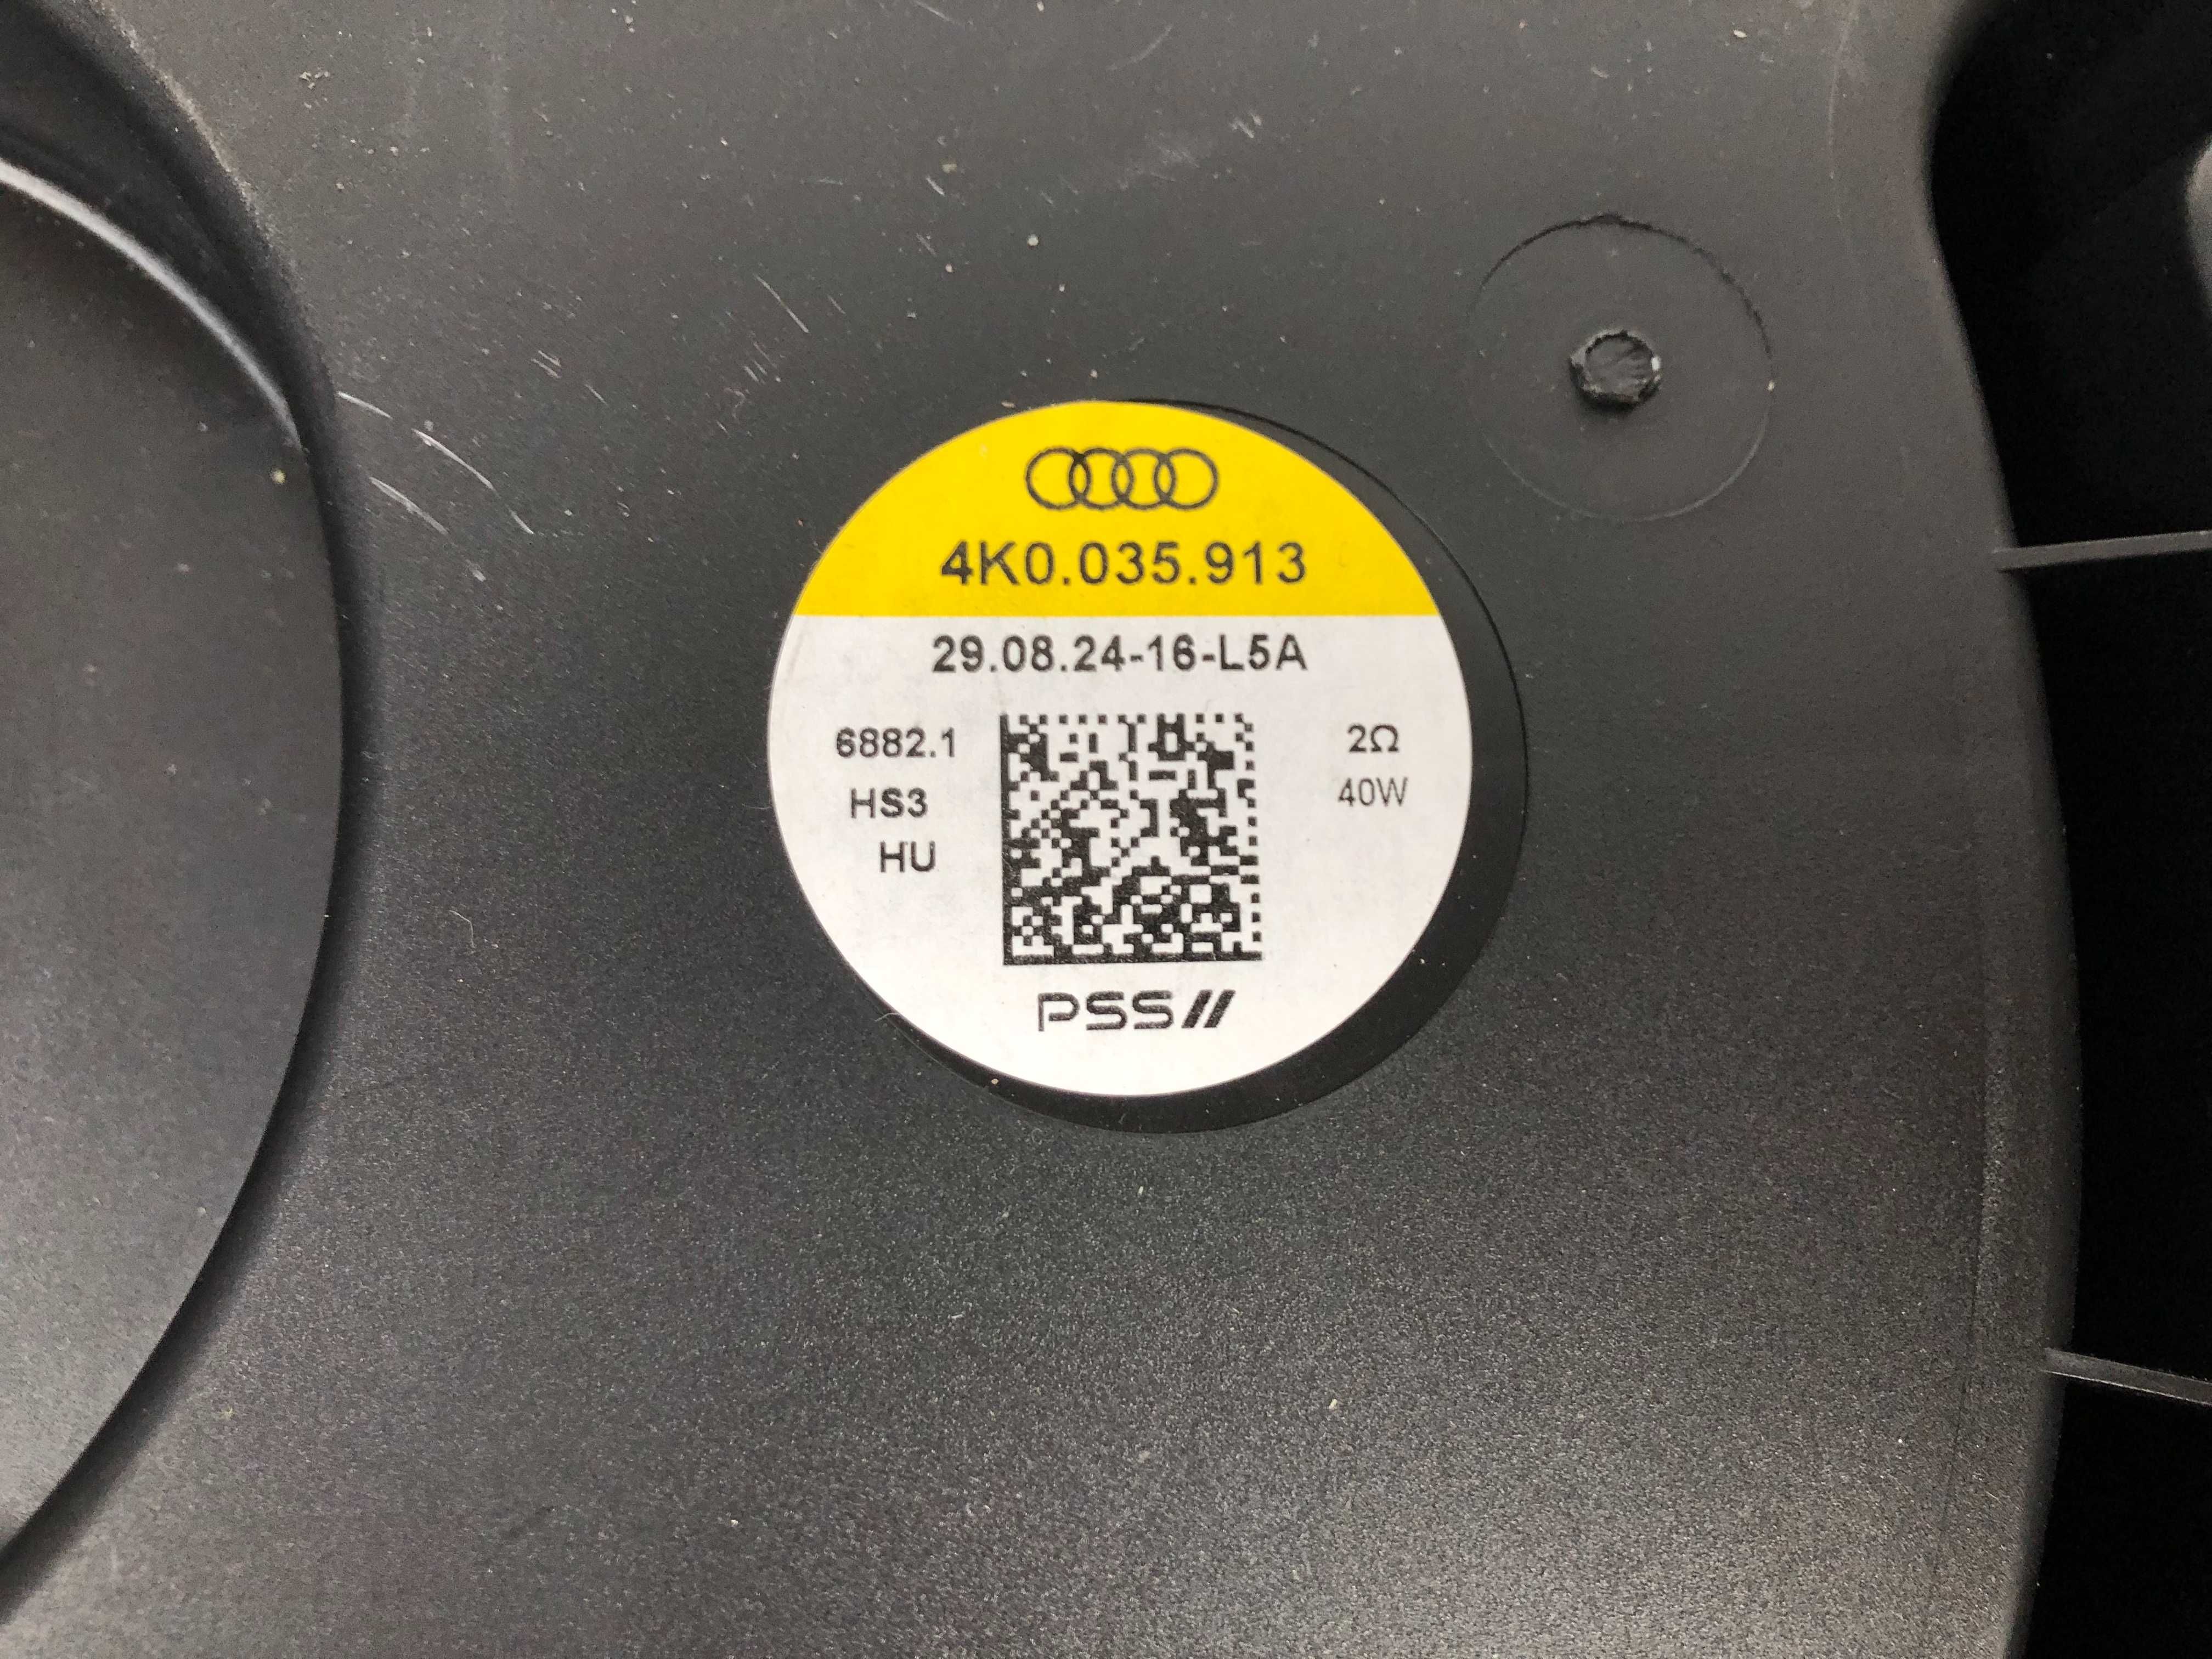 4K0.035.913
29.08.24-16-L5A
6882.1
HS3
HU
2Ω
40W
PSS//